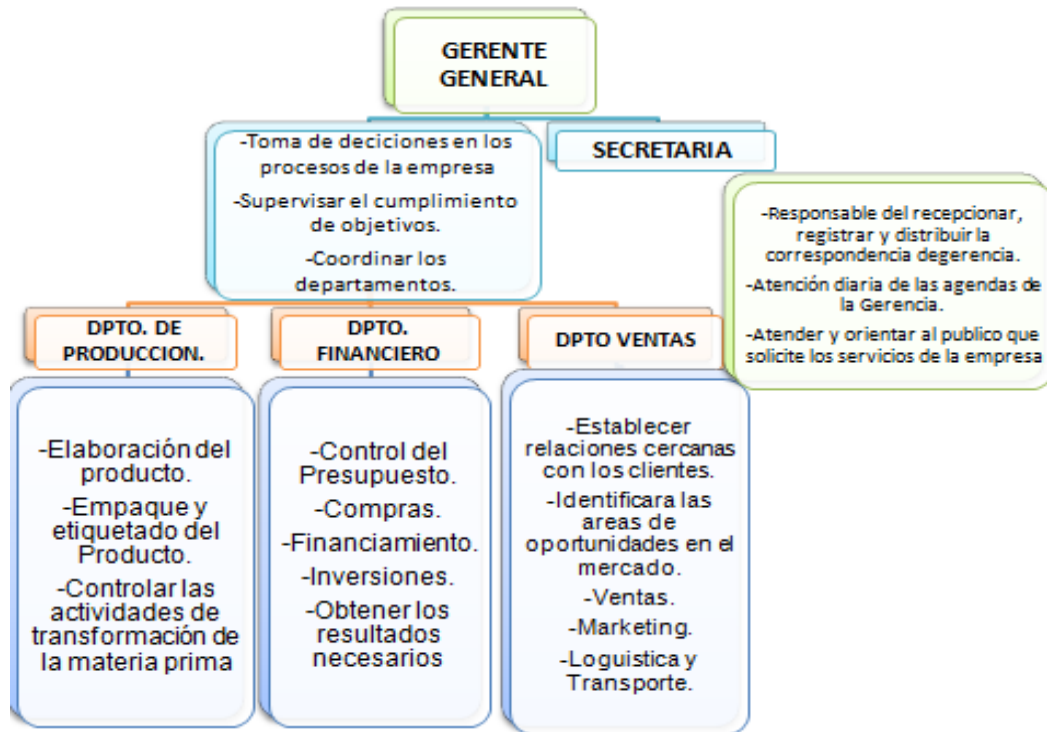 GERENTE
GENERAL
-Toma de deciciones en los
procesos de la empresa
-Supervisar el cumplimiento
de objetivos.
-Coordinar los
departamentos.
SECRETARIA
-Responsable del recepcionar,
registrar y distribuir la
correspondencia degerencia.
-Atención diaria de las agendas de
la Gerencia.
-Atender y orientar al publico que
solicite los servicios de la empresa
DPTO. DE
PRODUCCION.
-Elaboración del
producto.
-Empaque y
etiquetado del
Producto.
-Controlar las
actividades de
transformación de
la materia prima
DPTO.
FINANCIERO
-Control del
Presupuesto.
-Compras.
-Financiamiento.
-Inversiones.
-Obtener los
resultados
necesarios
DPTO VENTAS
-Establecer
relaciones cercanas
con los clientes.
-Identificara las
areas de
oportunidades en el
mercado.
-Ventas.
-Marketing.
-Loguistica y
Transporte.